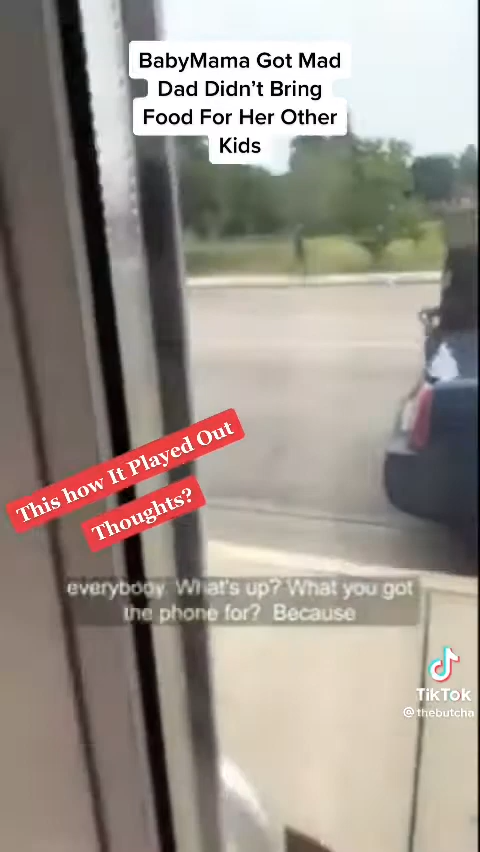 BabyMama Got Mad
Dad Didn't Bring
Food For Her Other
Kids
This how It Played Out
Thoughts?
everybody. What's up? What you got
the phone for? Because
TikTok
@thebutcha